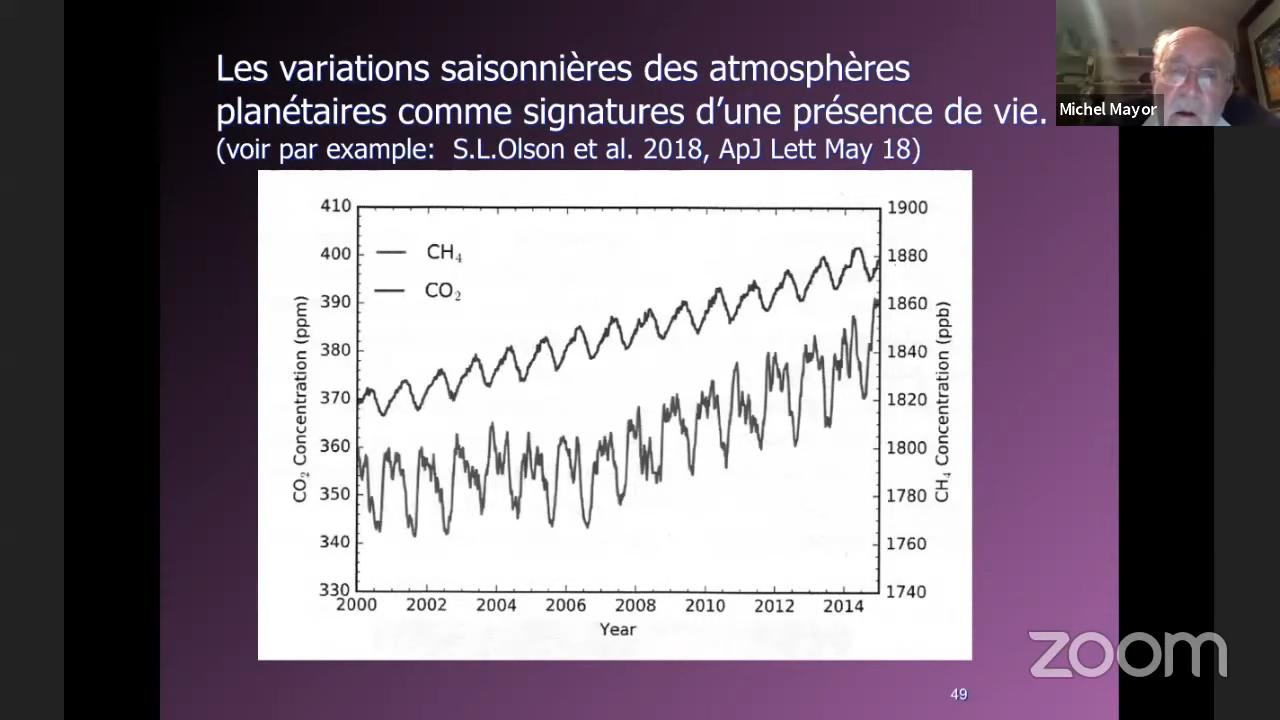 Les variations saisonnières des atmosphères
planétaires comme signatures d'une présence de vie.
(voir par example:  S.L.Olson et al. 2018, ApJ Lett May 18)
Michel Mayor
410
400
390
380
370
360
350
340
330
CO₂ Concentration (ppm)
CH₄
CO₂
1900
1880
1860
1840
1820
1800
1780
1760
1740
CH₄ Concentration (ppb)
2000 2002 2004 2006 2008 2010 2012 2014
Year
zoom
49